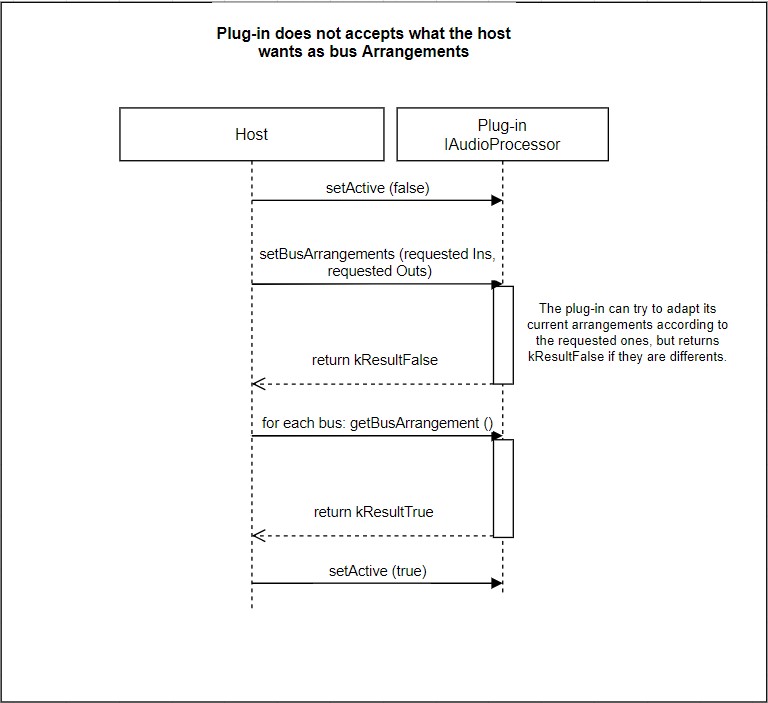 Plug-in does not accepts what the host
wants as bus Arrangements
Host
Plug-in
IAudioProcessor
setActive (false)
setBusArrangements (requested Ins,
requested Outs)
The plug-in can try to adapt its
current arrangements according to
the requested ones, but returns
kResultFalse if they are differents.
return kResultFalse
for each bus: getBusArrangement ()
return kResultTrue
setActive (true)